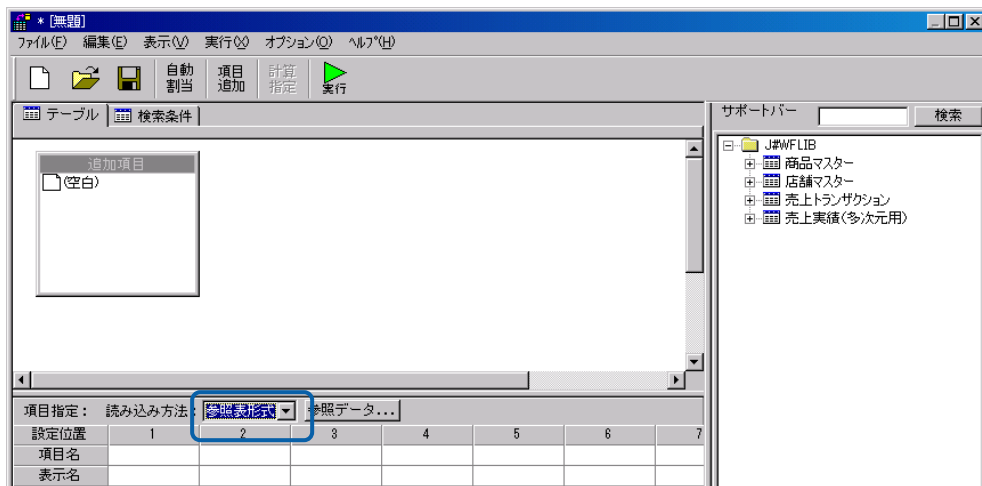 * [無題]
ファイル(F) 編集(E) 表示(V) 実行(X) オプション(O) ヘルプ(H)
自動割当 項目追加 計算指定 実行
テーブル 検索条件
サポートバー 検索
追加項目
(空白)
J#WFLIB
商品マスター
店舗マスター
売上トランザクション
売上実績(多次元用)
項目指定: 読み込み方法: 参照表形式 参照データ...
設定位置 1 2 3 4 5 6 7
項目名
表示名